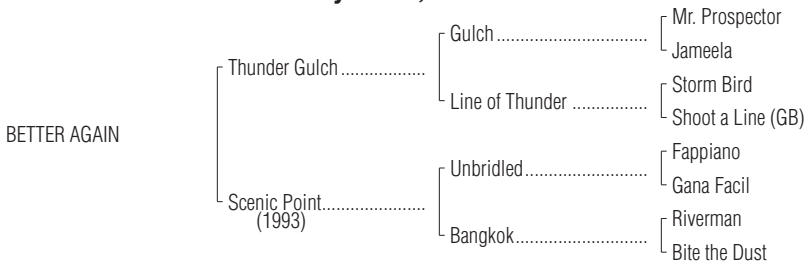 Mr. Prospector
Gulch ................................
Jameela
Thunder Gulch ..................
Storm Bird
Line of Thunder ................
Shoot a Line (GB)
BETTER AGAIN
Fappiano
Unbridled..........................
Gana Facil
Scenic Point......................
(1993)
Riverman
Bangkok............................
Bite the Dust